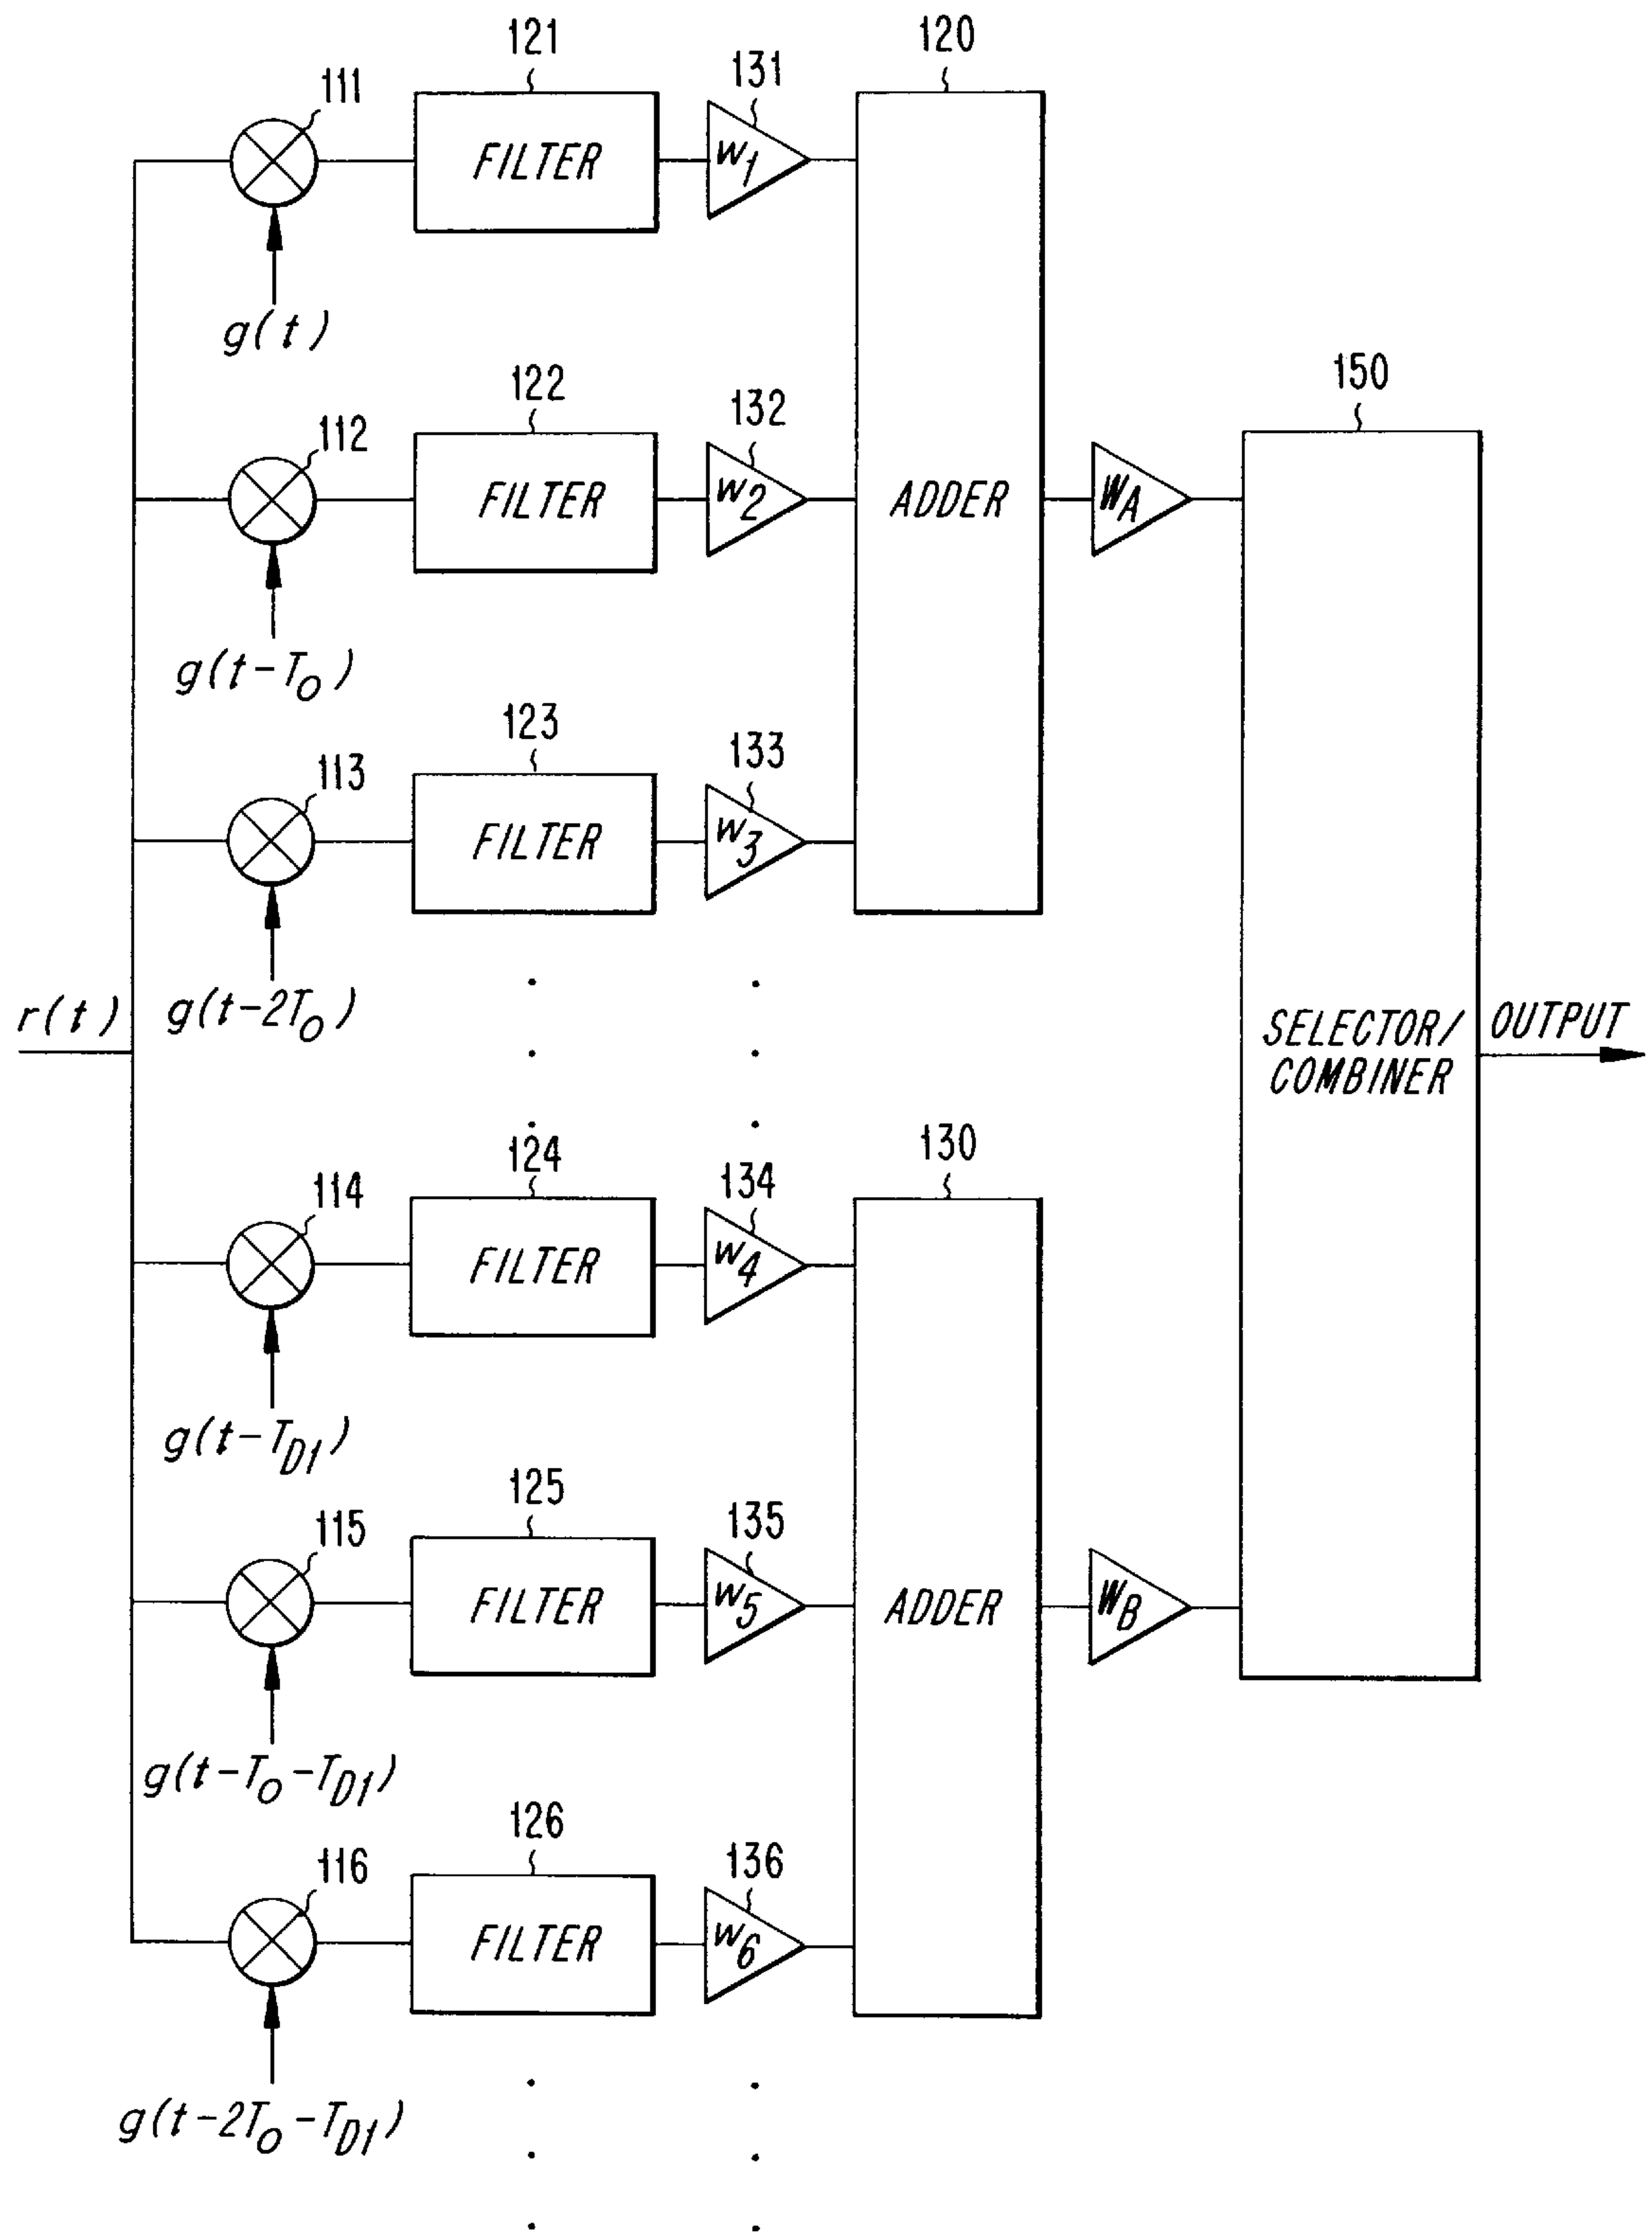 121
120
131
111
FILTER
W1
g(t)
122
132
150
112
FILTER
W2
ADDER
WA
g(t-TO)
123
133
113
FILTER
W3
r(t)
g(t-2TO)
SELECTOR/
COMBINER
OUTPUT
124
134
130
114
FILTER
W4
g(t-TD1)
125
135
115
FILTER
W5
ADDER
WB
g(t-TO-TD1)
126
136
116
FILTER
W6
g(t-2TO-TD1)